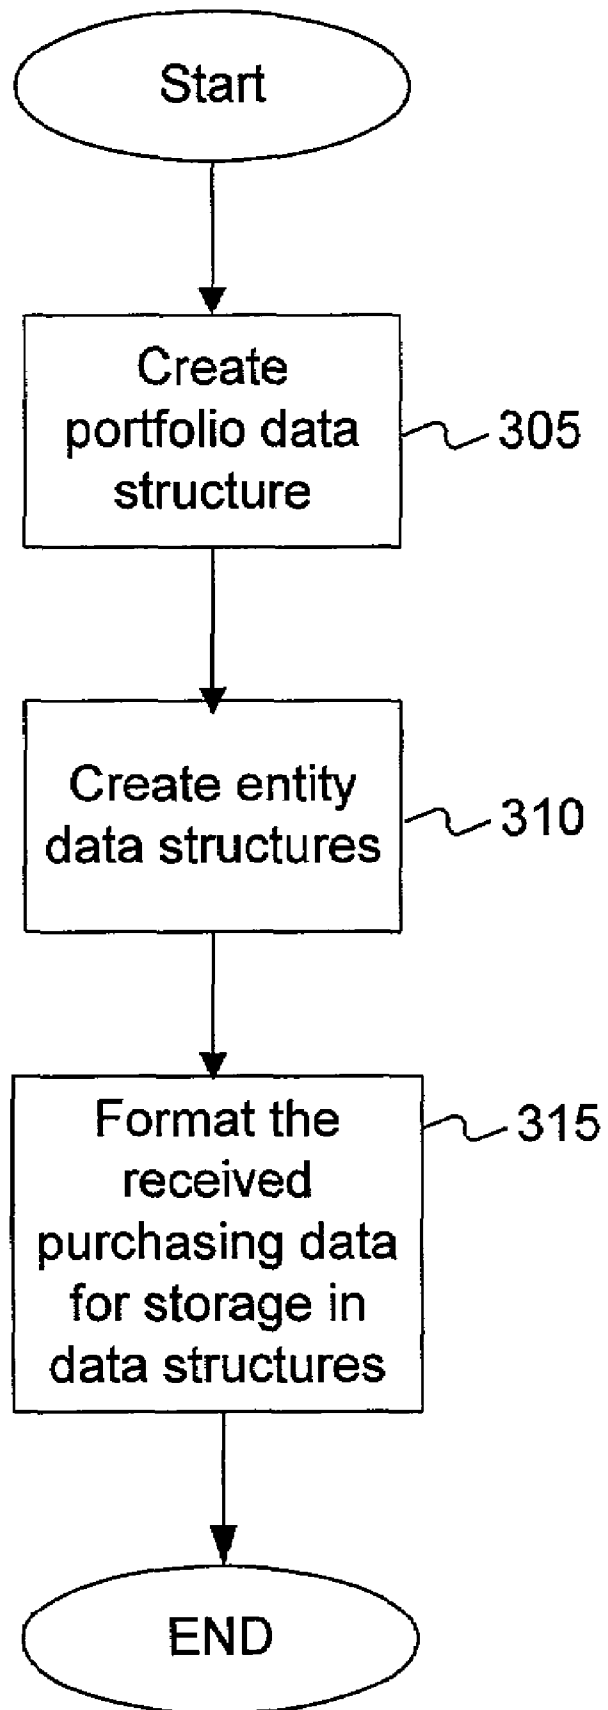 Start
Create
portfolio data
structure
305
Create entity
data structures
310
Format the
received
purchasing data
for storage in
data structures
315
END